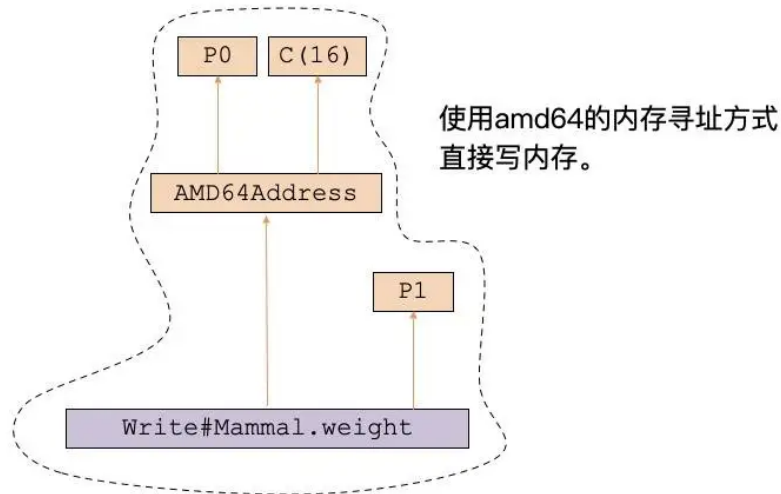 P0
C(16)
使用amd64的内存寻址方式
直接写内存。
AMD64Address
P1
Write#Mammal.weight